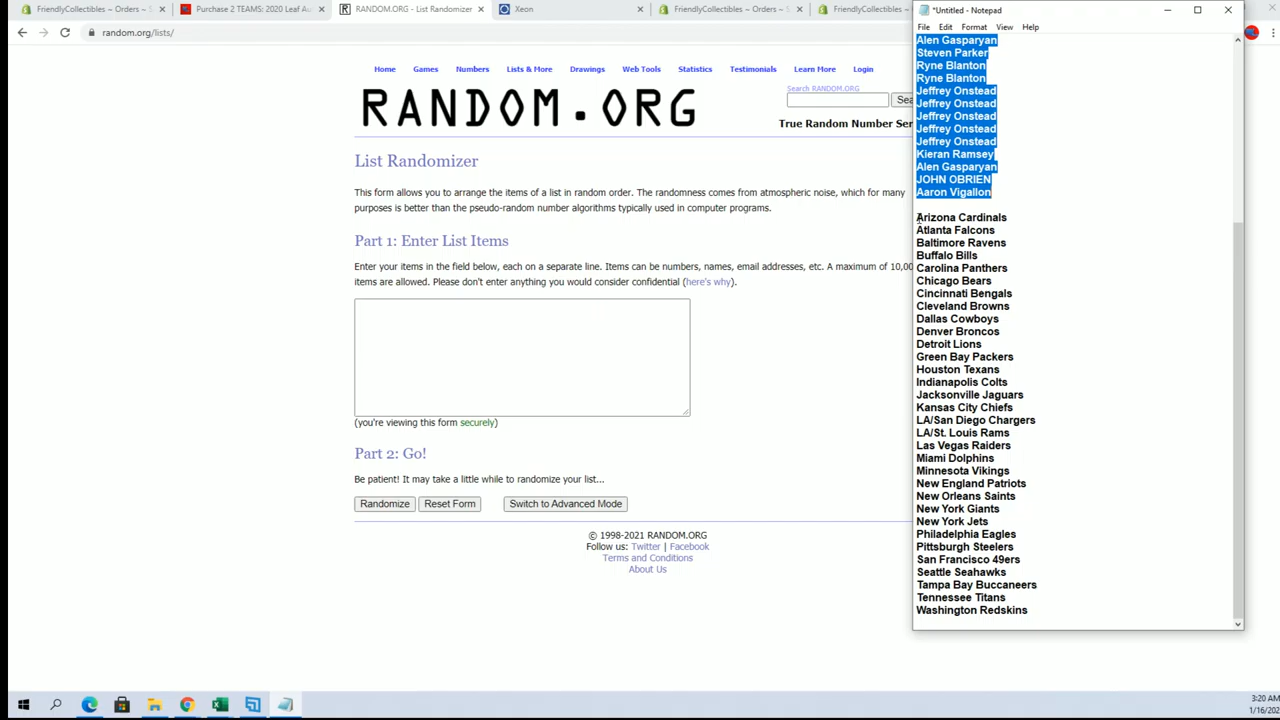 FriendlyCollectibles ~ Orders ~ S
Purchase 2 TEAMS: 2020 Leaf Au
RANDOM.ORG - List Randomizer
Xeon
FriendlyCollectibles ~ Orders ~ S
FriendlyCollectibles ~ Orders ~
random.org/lists/
Home Games Numbers Lists & More Drawings Web Tools Statistics Testimonials Learn More Login
RANDOM.ORG
Search RANDOM.ORG
Sea
True Random Number Ser
List Randomizer
This form allows you to arrange the items of a list in random order. The randomness comes from atmospheric noise, which for many
purposes is better than the pseudo-random number algorithms typically used in computer programs.
Part 1: Enter List Items
Enter your items in the field below, each on a separate line. Items can be numbers, names, email addresses, etc. A maximum of 10,00
items are allowed. Please don't enter anything you would consider confidential (here's why).
(you're viewing this form securely)
Part 2: Go!
Be patient! It may take a little while to randomize your list...
Randomize Reset Form Switch to Advanced Mode
© 1998-2021 RANDOM.ORG
Follow us: Twitter | Facebook
Terms and Conditions
About Us
*Untitled - Notepad
File Edit Format View Help
Alen Gasparyan
Steven Parker
Ryne Blanton
Ryne Blanton
Jeffrey Onstead
Jeffrey Onstead
Jeffrey Onstead
Jeffrey Onstead
Jeffrey Onstead
Kieran Ramsey
Alen Gasparyan
JOHN OBRIEN
Aaron Vigallon
Arizona Cardinals
Atlanta Falcons
Baltimore Ravens
Buffalo Bills
Carolina Panthers
Chicago Bears
Cincinnati Bengals
Cleveland Browns
Dallas Cowboys
Denver Broncos
Detroit Lions
Green Bay Packers
Houston Texans
Indianapolis Colts
Jacksonville Jaguars
Kansas City Chiefs
LA/San Diego Chargers
LA/St. Louis Rams
Las Vegas Raiders
Miami Dolphins
Minnesota Vikings
New England Patriots
New Orleans Saints
New York Giants
New York Jets
Philadelphia Eagles
Pittsburgh Steelers
San Francisco 49ers
Seattle Seahawks
Tampa Bay Buccaneers
Tennessee Titans
Washington Redskins
3:20 AM
1/16/202